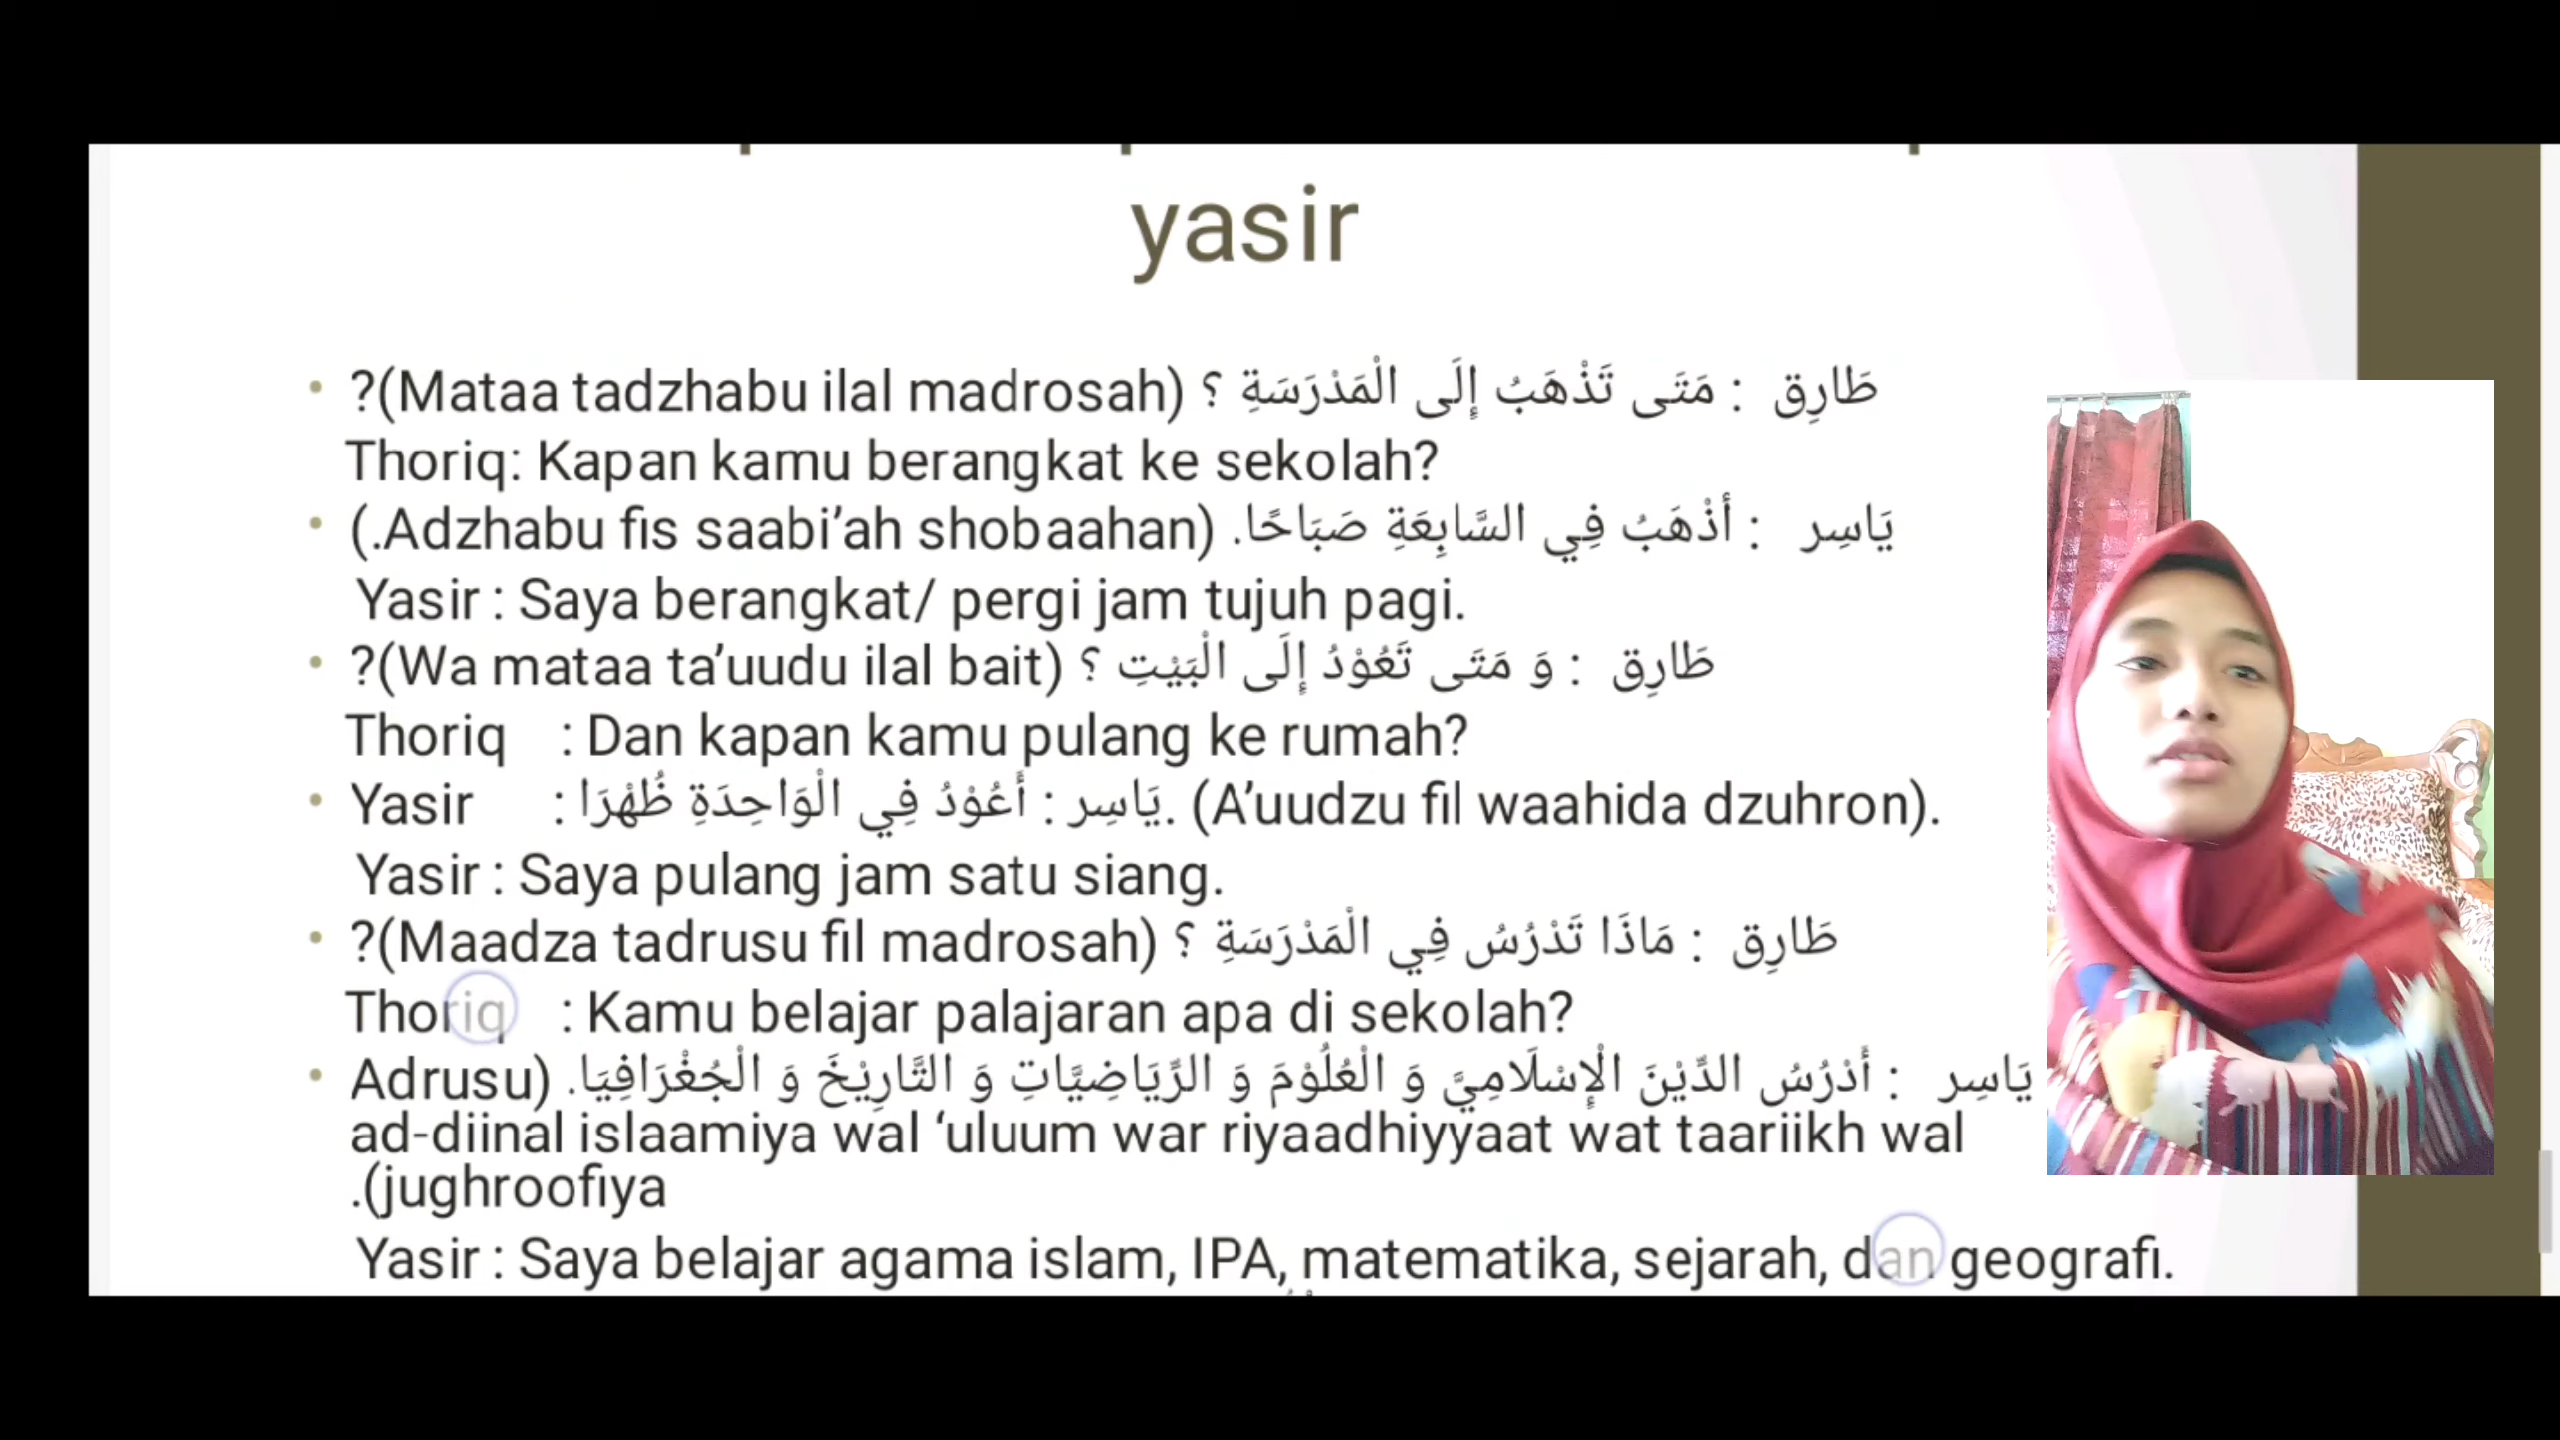 yasir
?(Mataa tadzhabu ilal madrosah) طَارِق : مَتَى تَذْهَبُ إِلَى الْمَدْرَسَةِ ؟
Thoriq: Kapan kamu berangkat ke sekolah?
(.Adzhabu fis saabi’ah shobaahan) يَاسِر : أَذْهَبُ فِي السَّابِعَةِ صَبَاحًا.
Yasir : Saya berangkat/ pergi jam tujuh pagi.
?(Wa mataa ta’uudu ilal bait) طَارِق : وَ مَتَى تَعُوْدُ إِلَى الْبَيْتِ ؟
Thoriq : Dan kapan kamu pulang ke rumah?
Yasir : يَاسِر : أَعُوْدُ فِي الْوَاحِدَةِ ظُهْرَا. (A’uudzu fil waahida dzuhron).
Yasir : Saya pulang jam satu siang.
?(Maadza tadrusu fil madrosah) طَارِق : مَاذَا تَدْرُسُ فِي الْمَدْرَسَةِ ؟
Thoriq : Kamu belajar palajaran apa di sekolah?
Adrusu) يَاسِر : أَدْرُسُ الدِّيْنَ الْإِسْلَامِيَّ وَ الْعُلُوْمَ وَ الرِّيَاضِيَّاتِ وَ التَّارِيْخَ وَ الْجُغْرَافِيَا.
ad-diinal islaamiya wal ‘uluum war riyaadhiyyaat wat taariikh wal
.(jughroofiya
Yasir : Saya belajar agama islam, IPA, matematika, sejarah, dan geografi.